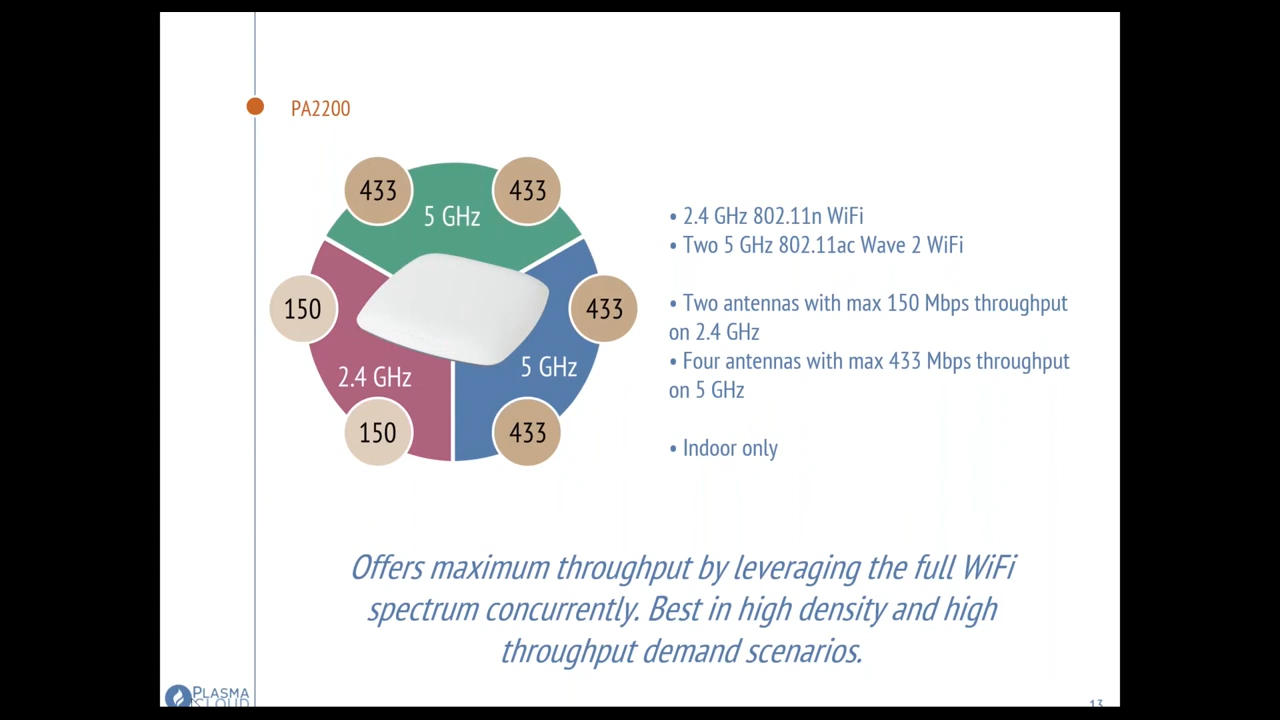 PA2200
433
433
5 GHz
150
433
2.4 GHz
5 GHz
150
433
• 2.4 GHz 802.11n WiFi
• Two 5 GHz 802.11ac Wave 2 WiFi
• Two antennas with max 150 Mbps throughput
on 2.4 GHz
• Four antennas with max 433 Mbps throughput
on 5 GHz
• Indoor only
Offers maximum throughput by leveraging the full WiFi
spectrum concurrently. Best in high density and high
throughput demand scenarios.
PLASMA
CLOUD
13